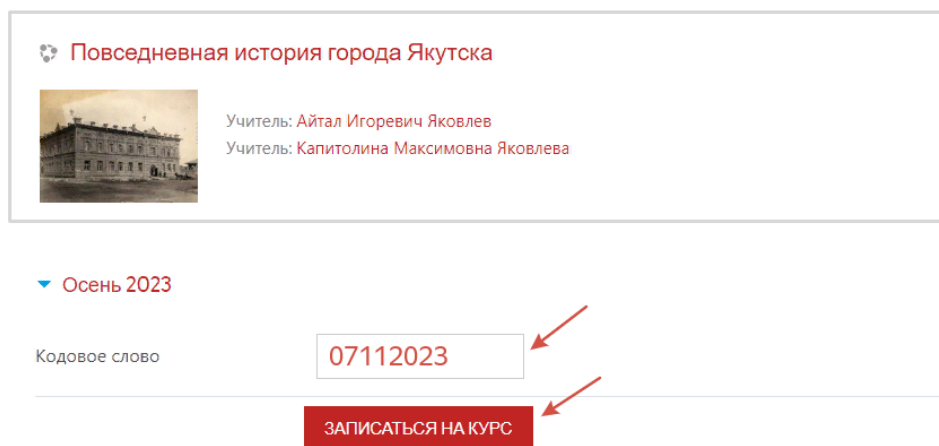 Повседневная история города Якутска
Учитель: Айтал Игоревич Яковлев
Учитель: Капитолина Максимовна Яковлева
Осень 2023
Кодовое слово
07112023
ЗАПИСАТЬСЯ НА КУРС